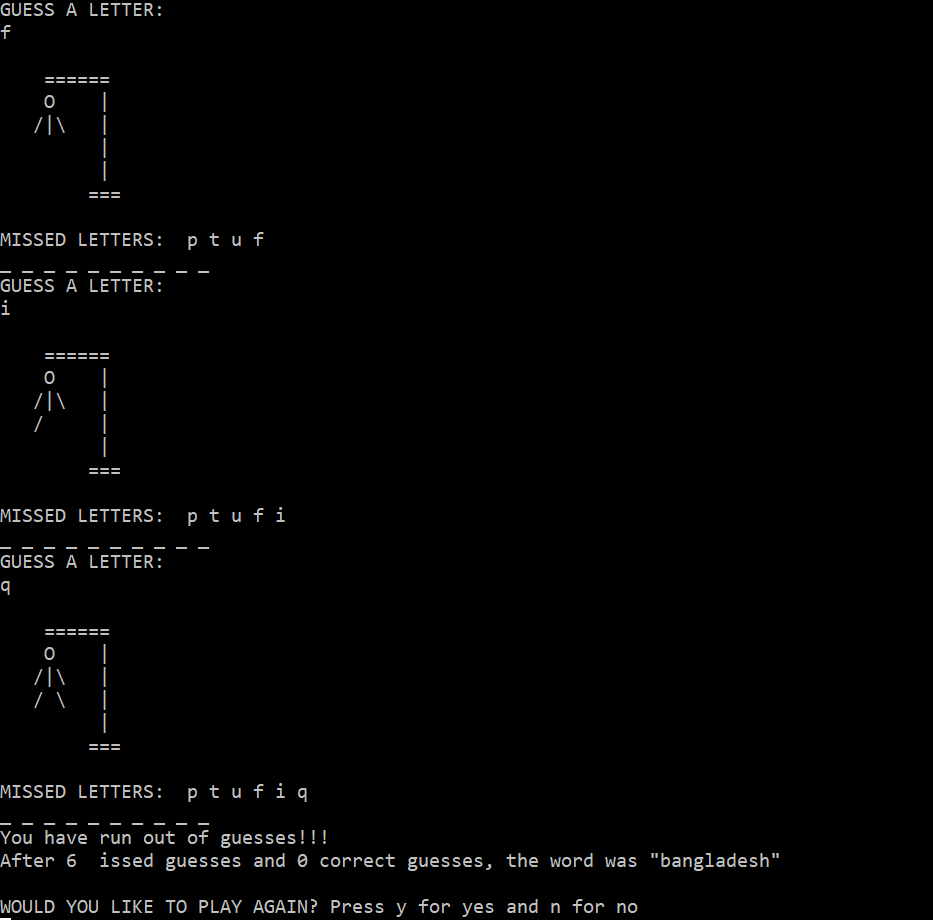 GUESS A LETTER:
f
    ======
    O    |
   /|\   |
         |
         |
        ===
MISSED LETTERS:  p t u f
_ _ _ _ _ _ _ _ _ _
GUESS A LETTER:
i
    ======
    O    |
   /|\   |
   /     |
         |
        ===
MISSED LETTERS:  p t u f i
_ _ _ _ _ _ _ _ _ _
GUESS A LETTER:
q
    ======
    O    |
   /|\   |
   / \   |
         |
        ===
MISSED LETTERS:  p t u f i q
_ _ _ _ _ _ _ _ _ _
You have run out of guesses!!!
After 6  issed guesses and 0 correct guesses, the word was "bangladesh"
WOULD YOU LIKE TO PLAY AGAIN? Press y for yes and n for no